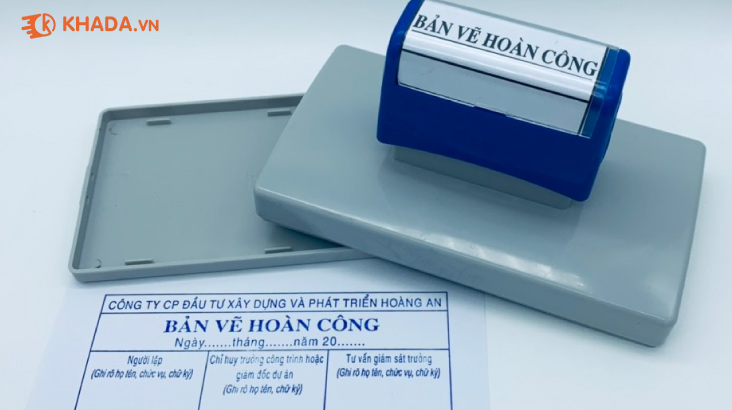 KHADA.VN
BẢN VẼ HOÀN CÔNG
CÔNG TY CP ĐẦU TƯ XÂY DỰNG VÀ PHÁT TRIỂN HOÀNG AN
BẢN VẼ HOÀN CÔNG
Ngày.......tháng.......năm 20.......
Người lập
(Ghi rõ họ tên, chức vụ, chữ ký)
Chỉ huy trưởng công trình hoặc
giám đốc dự án
(Ghi rõ họ tên, chữ ký)
Tư vấn giám sát trưởng
(Ghi rõ họ tên, chức vụ, chữ ký)